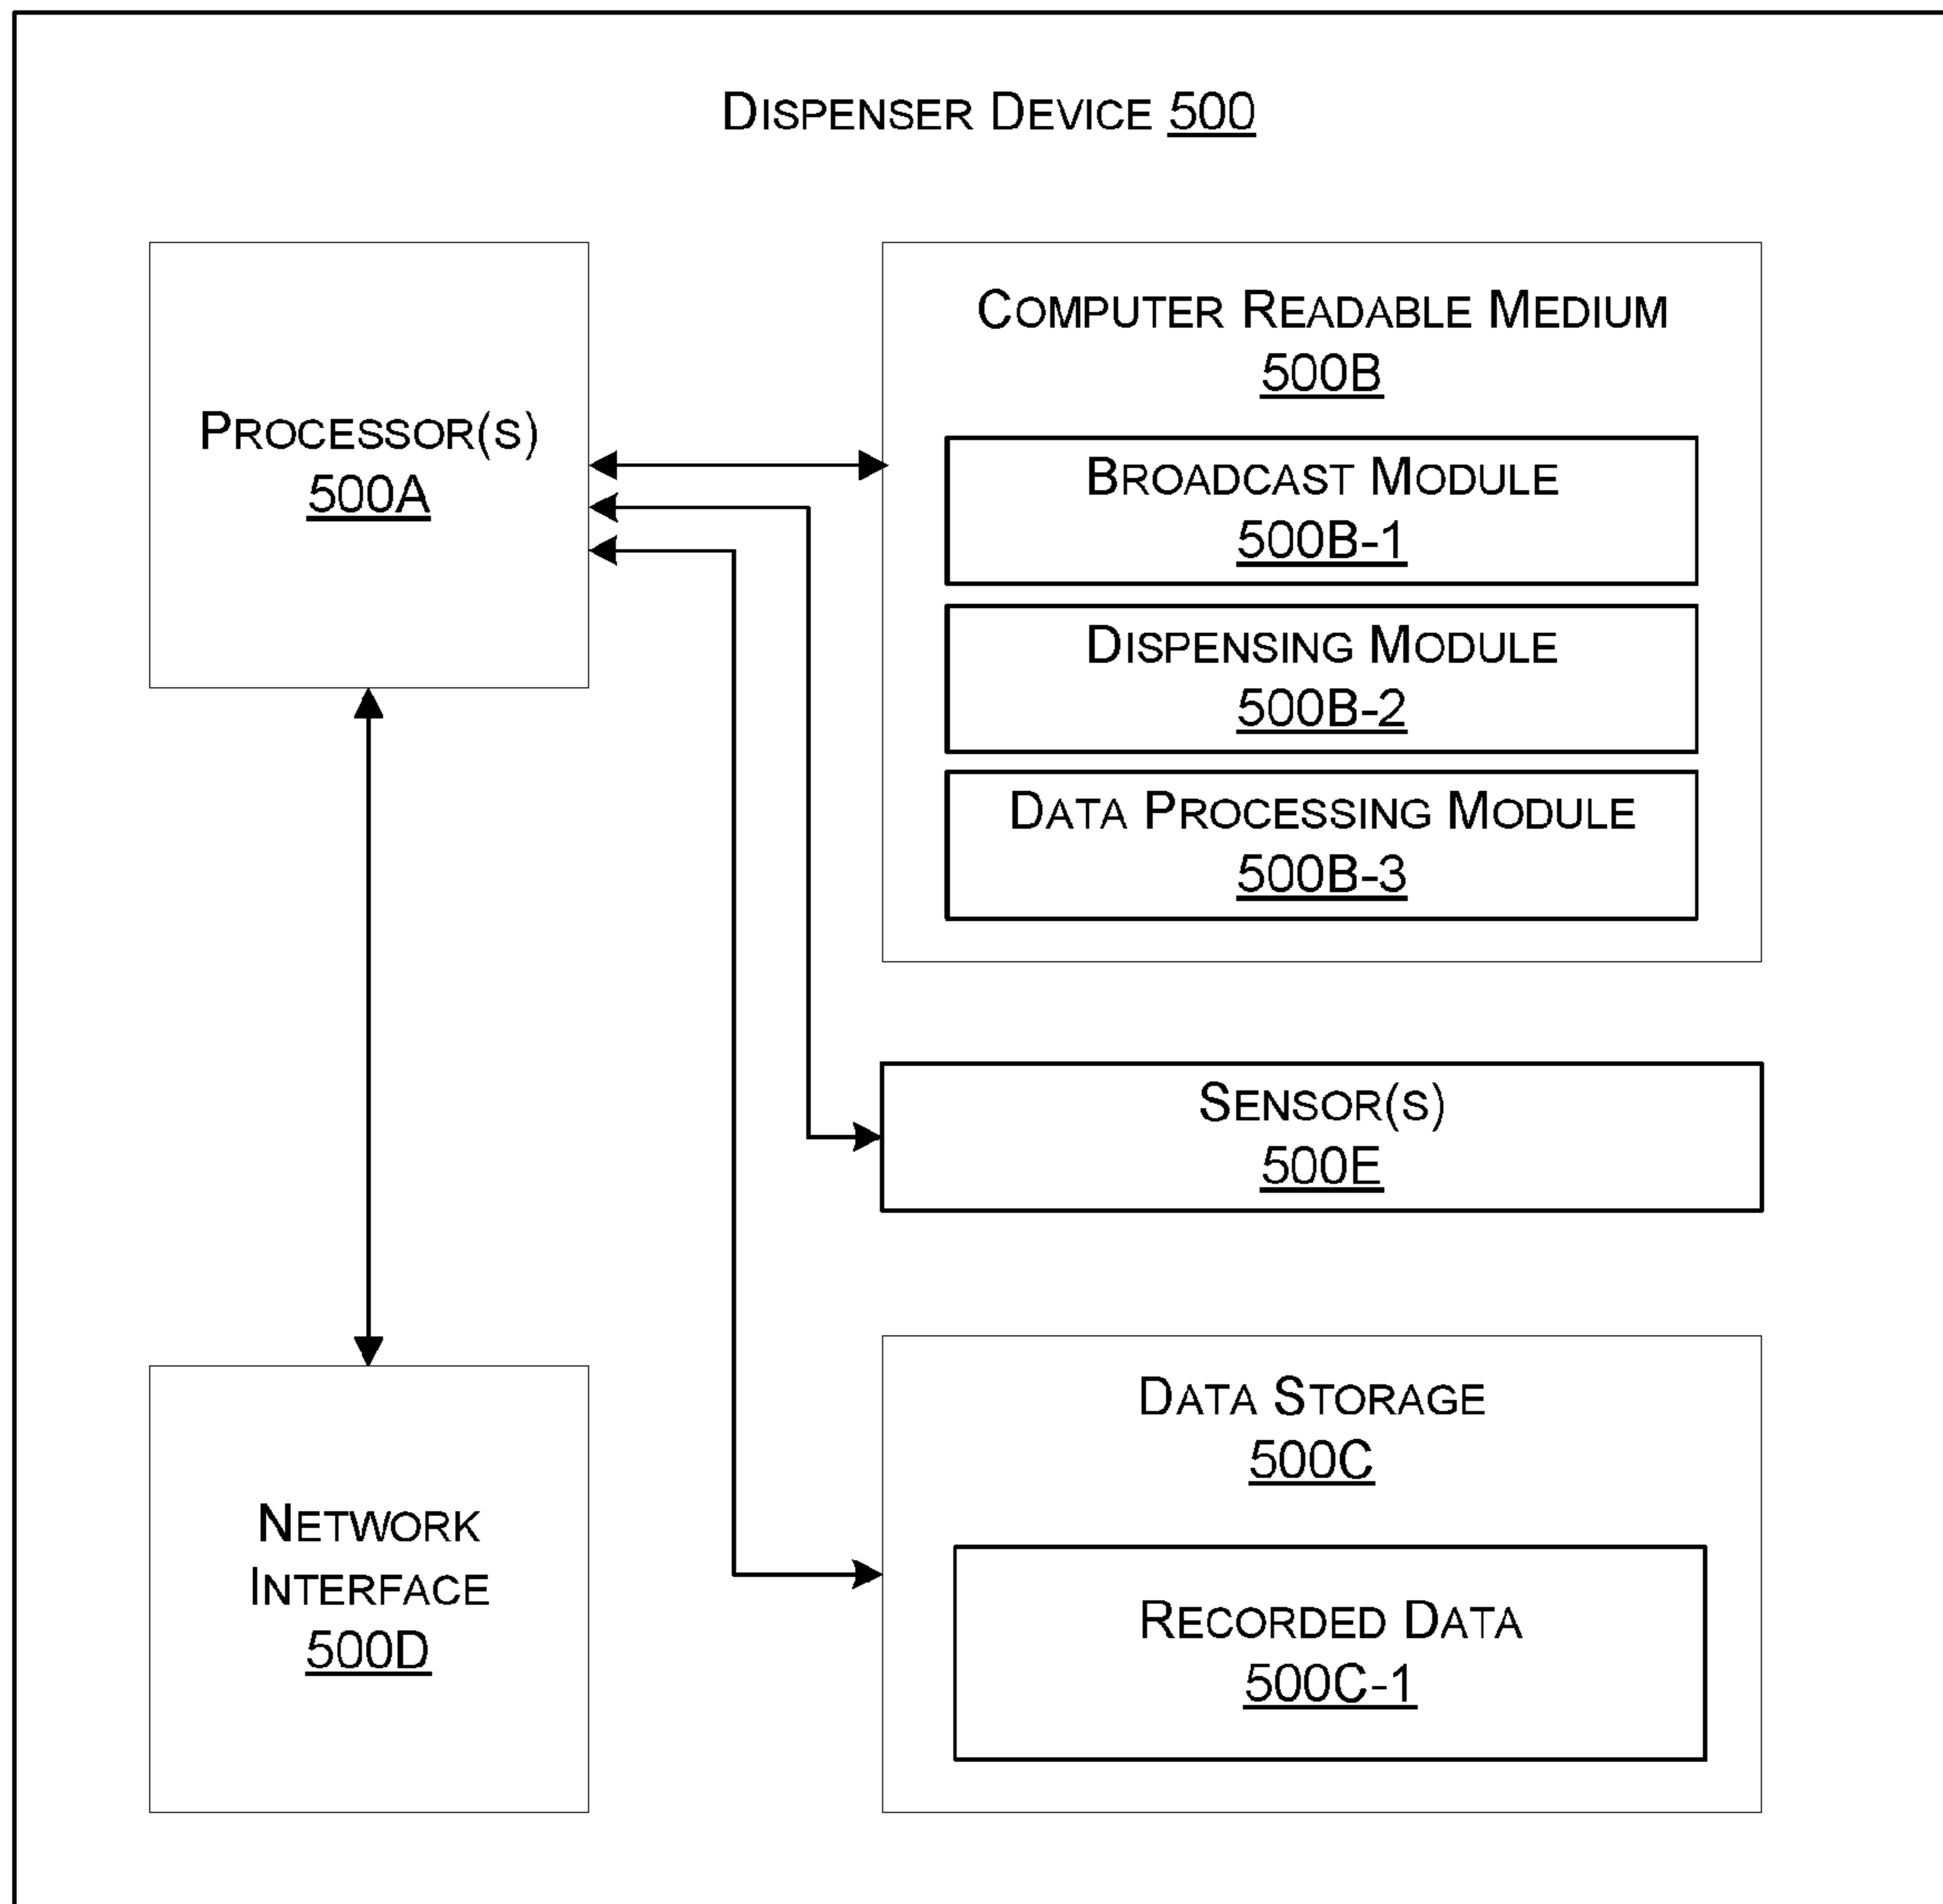 DISPENSER DEVICE 500
PROCESSOR(S)
500A
COMPUTER READABLE MEDIUM
500B
BROADCAST MODULE
500B-1
DISPENSING MODULE
500B-2
DATA PROCESSING MODULE
500B-3
SENSOR(S)
500E
DATA STORAGE
500C
RECORDED DATA
500C-1
NETWORK
INTERFACE
500D